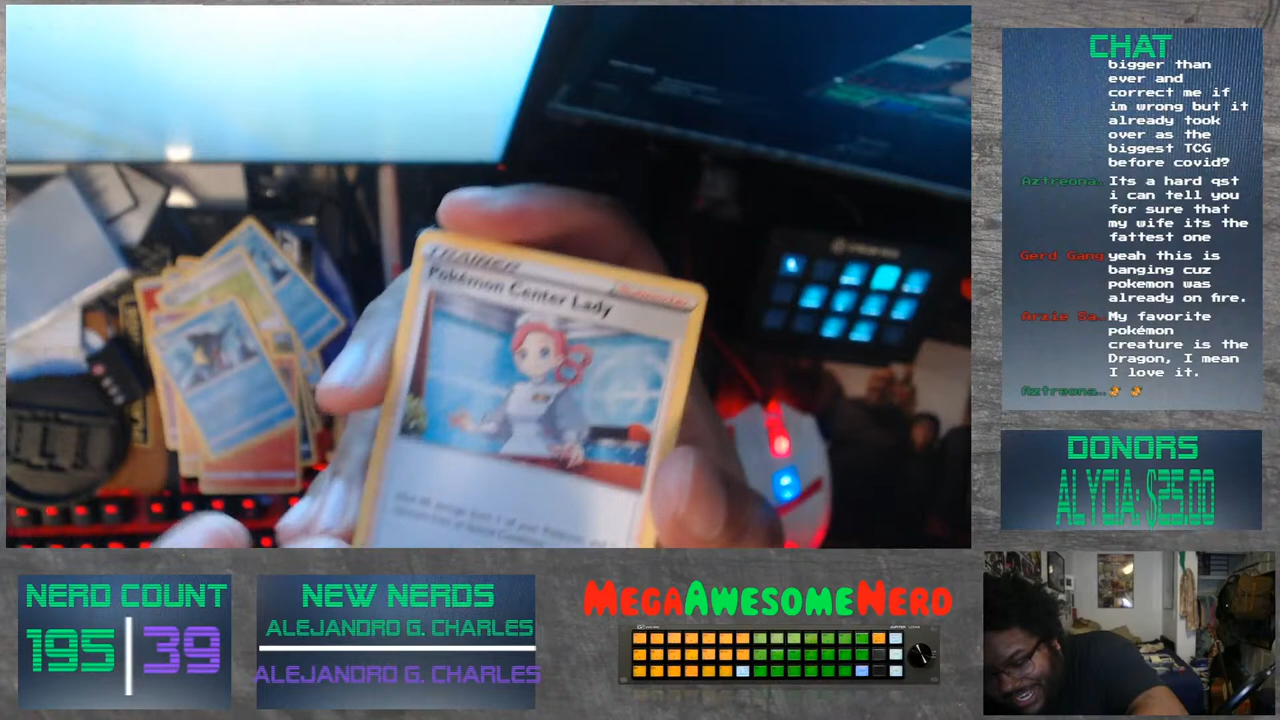 TRAINER
Pokémon Center Lady
Supporter
CHAT
bigger than
ever and
correct me if
im wrong but it
already took
over as the
biggest TCG
before covid?
Aztreona.. Its a hard qst
i can tell you
for sure that
my wife its the
fattest one
Gerd Gang yeah this is
banging cuz
pokemon was
already on fire.
Arzie Sa.. My favorite
pokémon
creature is the
Dragon, I mean
I love it.
Aztreona..
DONORS
ALYCIA: $25.00
NERD COUNT
195 39
NEW NERDS
ALEJANDRO G. CHARLES
ALEJANDRO G. CHARLES
MEGAAWESOMENERD